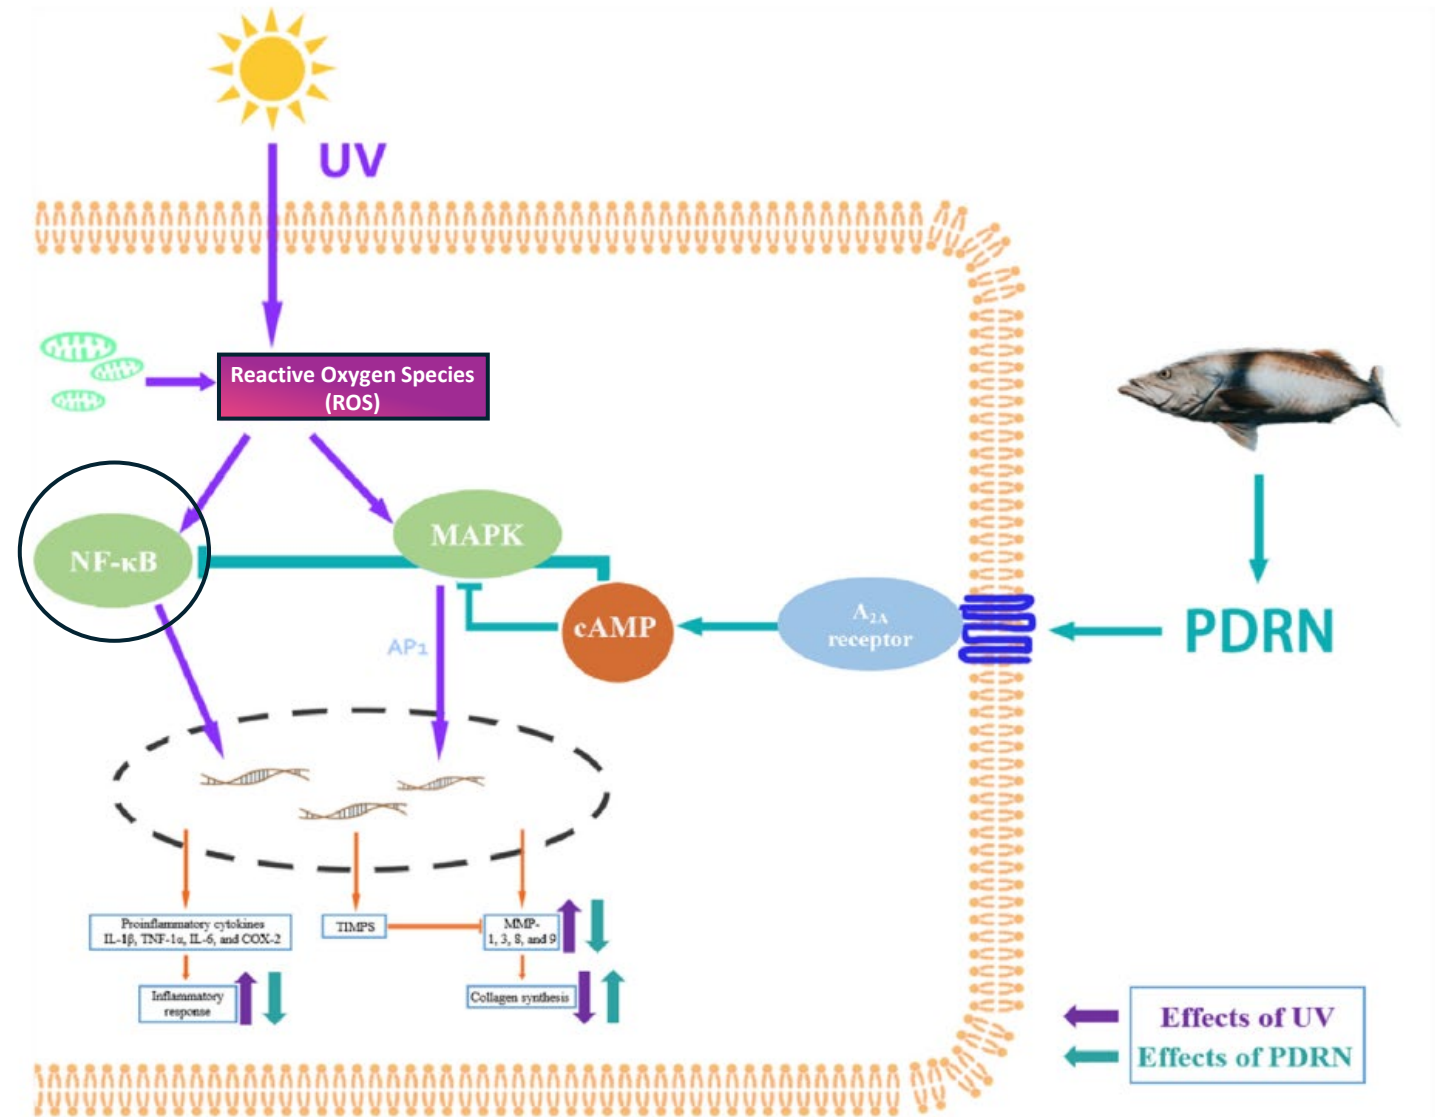 UV
Reactive Oxygen Species
(ROS)
NF-κB
MAPK
cAMP
A2A
receptor
PDRN
AP1
Proinflammatory cytokines
IL-1β, TNF-1α, IL-6, and COX-2
TIMPS
MMP-
1, 3, 8, and 9
Inflammatory
response
Collagen synthesis
Effects of UV
Effects of PDRN